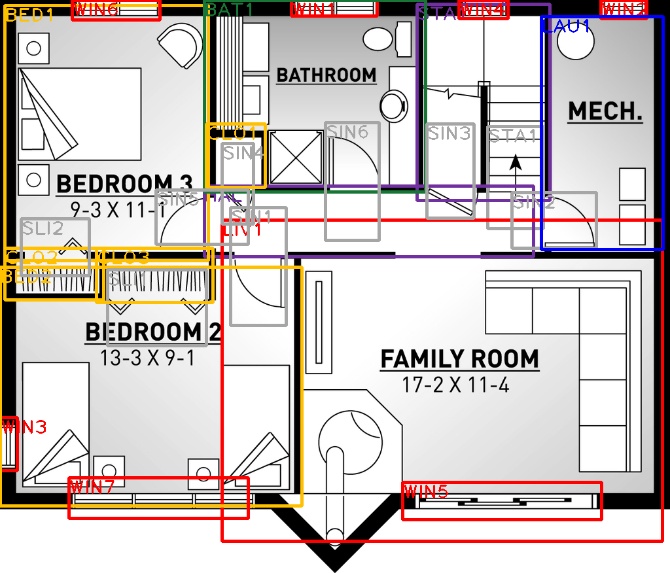 BED1
WIN6
BAT1
WIN1
STA
WIN4
LAU1
WIN2
BATHROOM
MECH.
CLO1
SIN6
SIN3
STA1
SIN4
BEDROOM 3
9-3 X 11-1
SIN5
HAL
SIN1
SIN2
SLI2
LIV1
CLO2
CLO3
BED2
SLI1
BEDROOM 2
13-3 X 9-1
FAMILY ROOM
17-2 X 11-4
WIN3
WIN7
WIN5